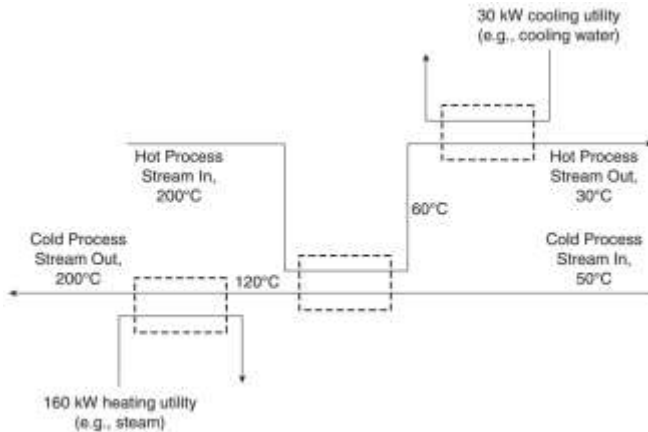 30 kW cooling utility
(e.g., cooling water)
Hot Process
Stream In,
200°C
Hot Process
Stream Out,
30°C
60°C
Cold Process
Stream Out,
200°C
120°C
Cold Process
Stream In,
50°C
160 kW heating utility
(e.g., steam)